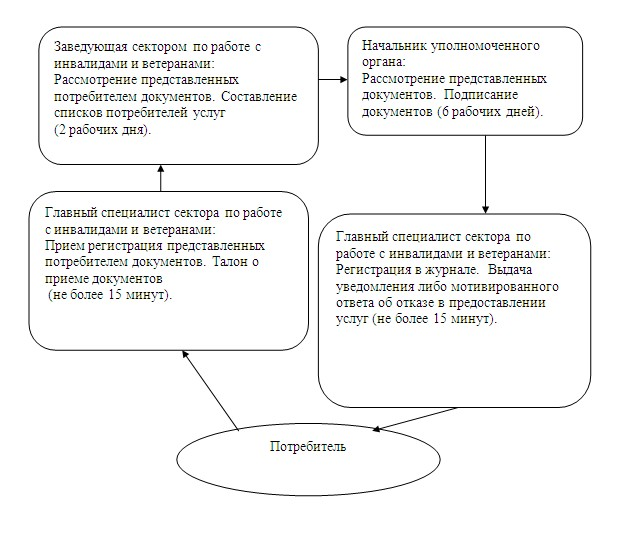 Заведующая сектором по работе с
инвалидами и ветеранами:
Рассмотрение представленных
потребителем документов. Составление
списков потребителей услуг
(2 рабочих дня).
Начальник уполномоченного
органа:
Рассмотрение представленных
документов. Подписание
документов (6 рабочих дней).
Главный специалист сектора по работе
с инвалидами и ветеранами:
Прием регистрация представленных
потребителем документов. Талон о
приеме документов
(не более 15 минут).
Главный специалист сектора по
работе с инвалидами и ветеранами:
Регистрация в журнале. Выдача
уведомления либо мотивированного
ответа об отказе в предоставлении
услуг (не более 15 минут).
Потребитель